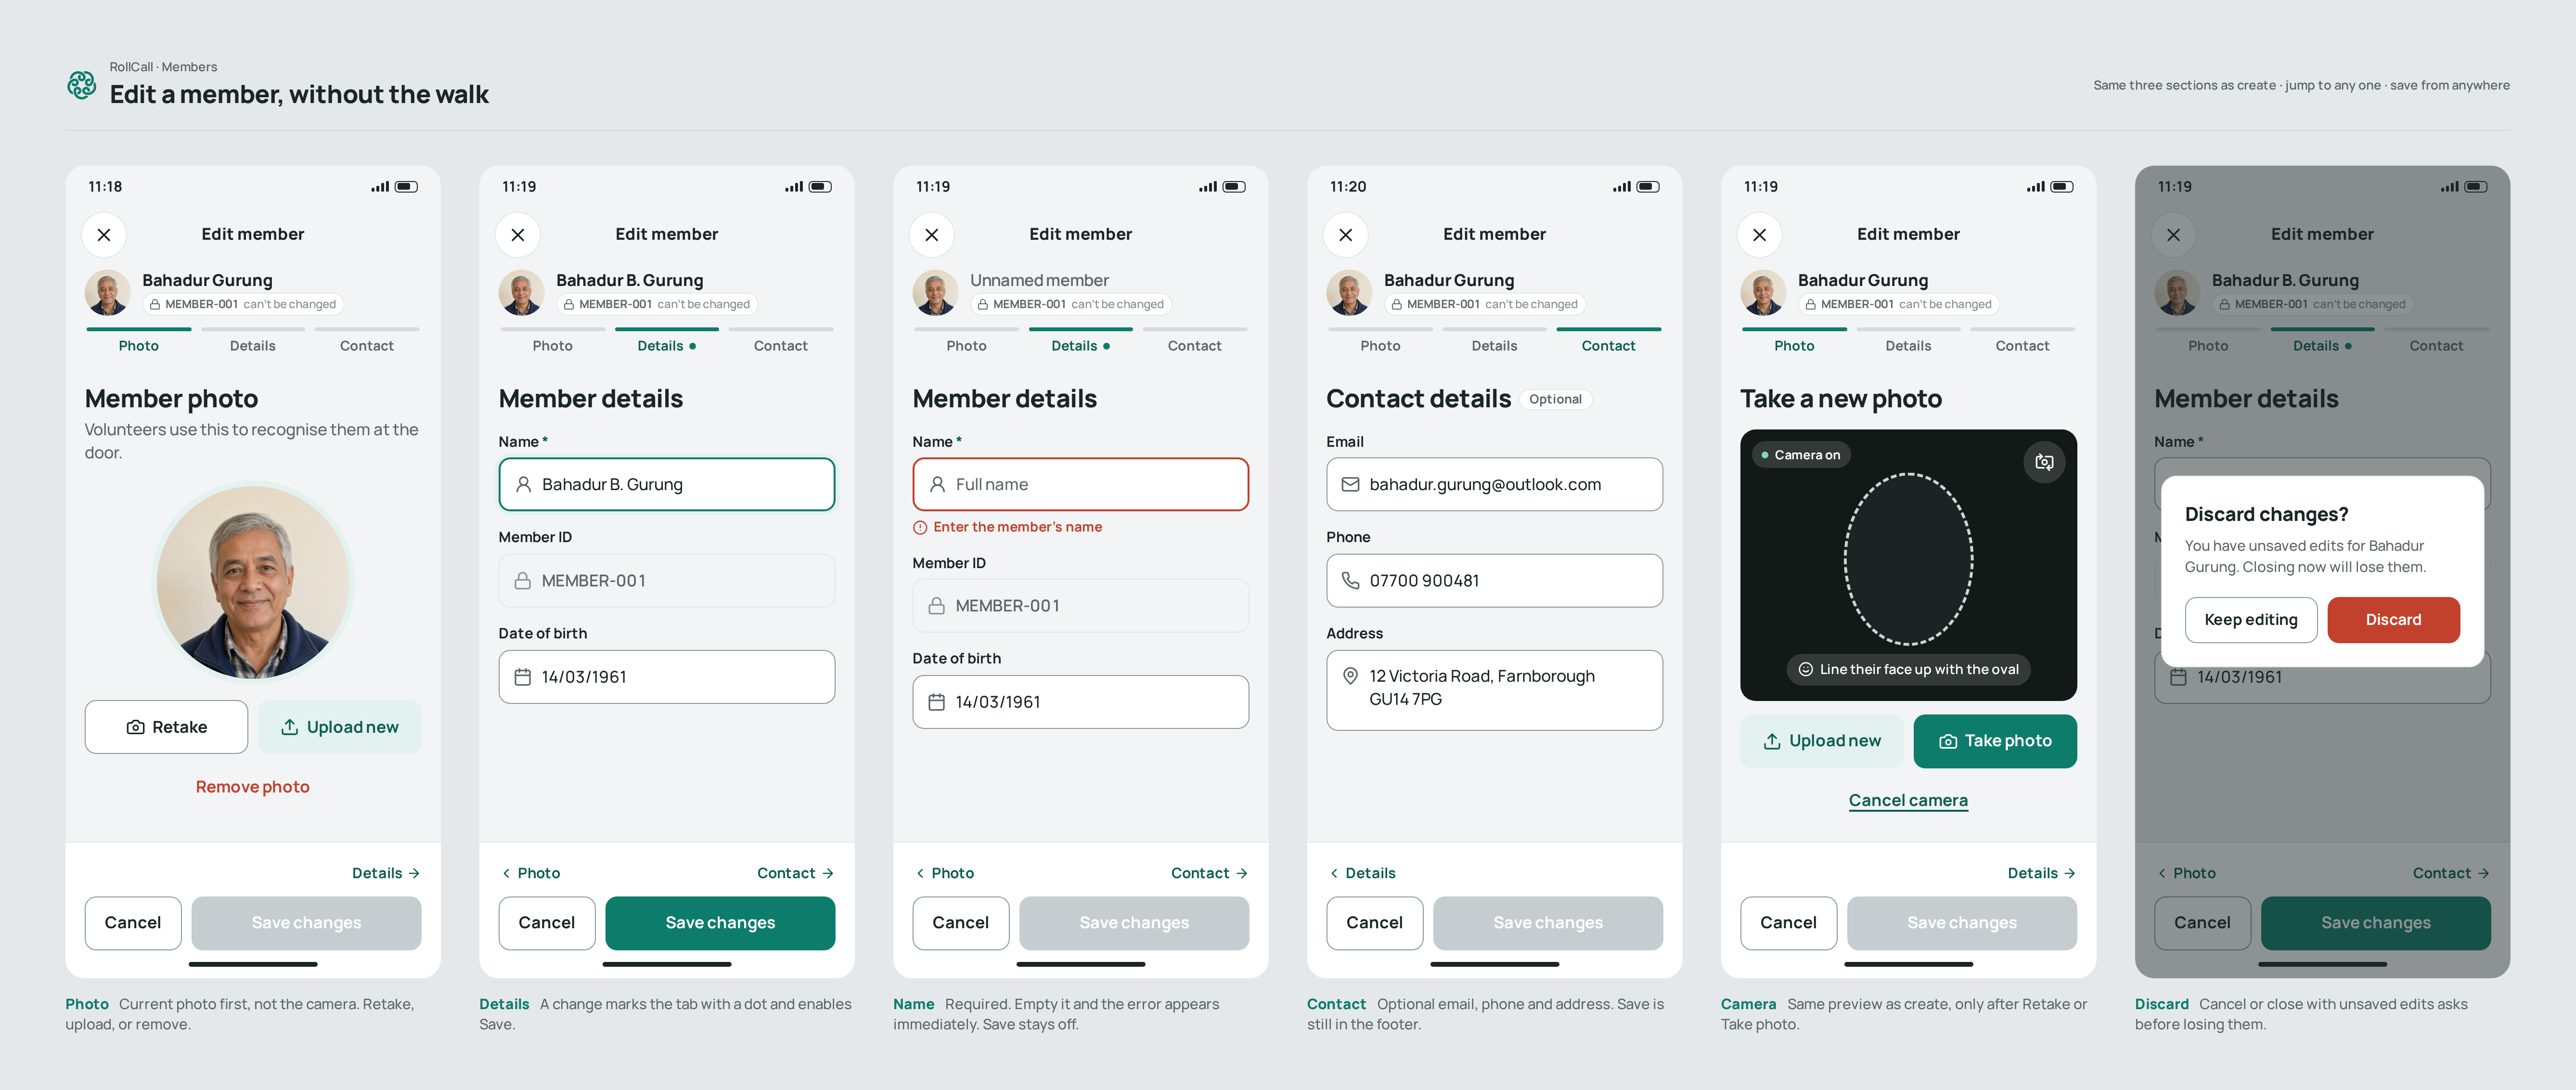 RollCall · Members
Edit a member, without the walk
Same three sections as create · jump to any one · save from anywhere
11:18
Edit member
Bahadur Gurung
MEMBER-001 can't be changed
Photo Details Contact
Member photo
Volunteers use this to recognise them at the
door.
Retake
Upload new
Remove photo
Details →
Cancel
Save changes
Photo Current photo first, not the camera. Retake,
upload, or remove.
11:19
Edit member
Bahadur B. Gurung
MEMBER-001 can't be changed
Photo Details Contact
Member details
Name *
Bahadur B. Gurung
Member ID
MEMBER-001
Date of birth
14/03/1961
‹ Photo
Contact →
Cancel
Save changes
Details A change marks the tab with a dot and enables
Save.
11:19
Edit member
Unnamed member
MEMBER-001 can't be changed
Photo Details Contact
Member details
Name *
Full name
Enter the member's name
Member ID
MEMBER-001
Date of birth
14/03/1961
‹ Photo
Contact →
Cancel
Save changes
Name Required. Empty it and the error appears
immediately. Save stays off.
11:20
Edit member
Bahadur Gurung
MEMBER-001 can't be changed
Photo Details Contact
Contact details Optional
Email
bahadur.gurung@outlook.com
Phone
07700 900481
Address
12 Victoria Road, Farnborough
GU14 7PG
‹ Details
Cancel
Save changes
Contact Optional email, phone and address. Save is
still in the footer.
11:19
Edit member
Bahadur Gurung
MEMBER-001 can't be changed
Photo Details Contact
Take a new photo
Camera on
Line their face up with the oval
Upload new
Take photo
Cancel camera
Details →
Cancel
Save changes
Camera Same preview as create, only after Retake or
Take photo.
11:19
Edit member
Bahadur B. Gurung
MEMBER-001 can't be changed
Photo Details Contact
Member details
Name *
Discard changes?
You have unsaved edits for Bahadur
Gurung. Closing now will lose them.
Keep editing
Discard
14/03/1961
‹ Photo
Contact →
Cancel
Save changes
Discard Cancel or close with unsaved edits asks
before losing them.